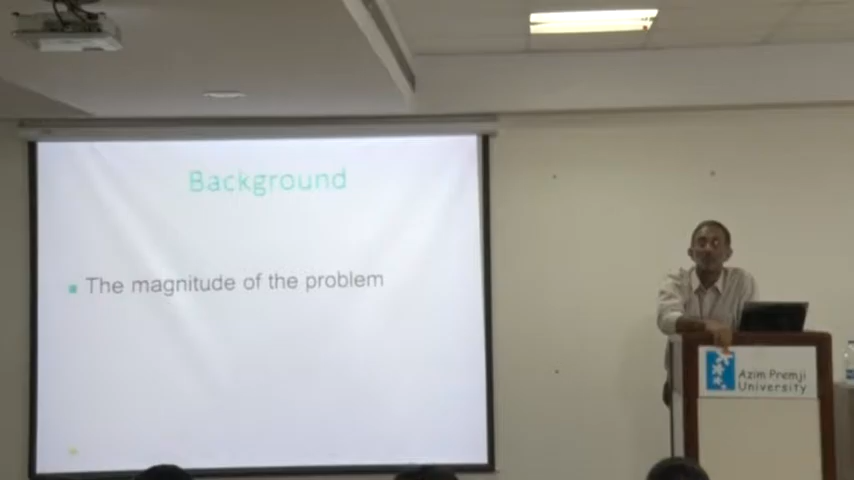 Background
The magnitude of the problem
Azim Premji
University